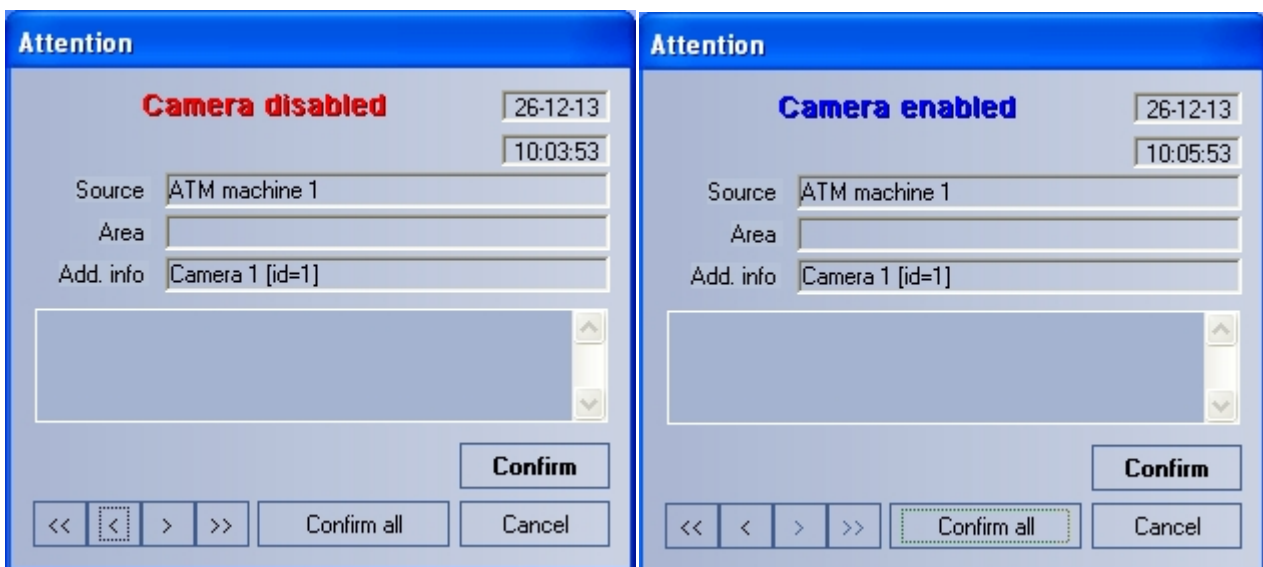 Attention
Camera disabled 26-12-13
10:03:53
Source ATM machine 1
Area
Add. info Camera 1 [id=1]
Confirm
<< < > >> Confirm all Cancel
Attention
Camera enabled 26-12-13
10:05:53
Source ATM machine 1
Area
Add. info Camera 1 [id=1]
Confirm
<< < > >> Confirm all Cancel